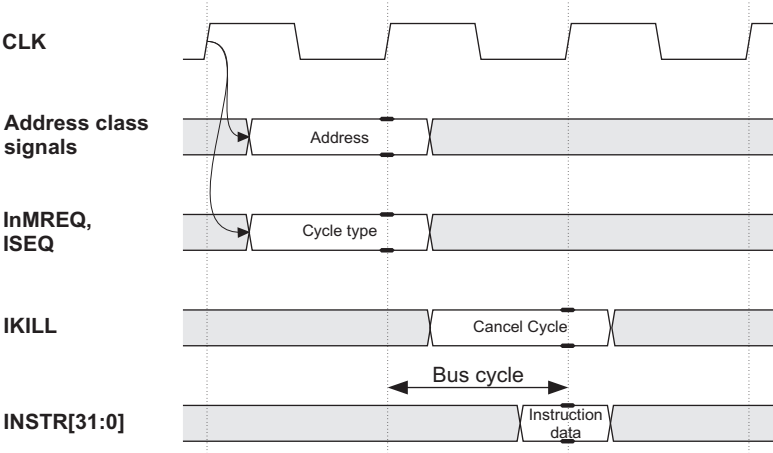 CLK
Address class
signals
Address
InMREQ,
ISEQ
Cycle type
IKILL
Cancel Cycle
Bus cycle
INSTR[31:0]
Instruction
data